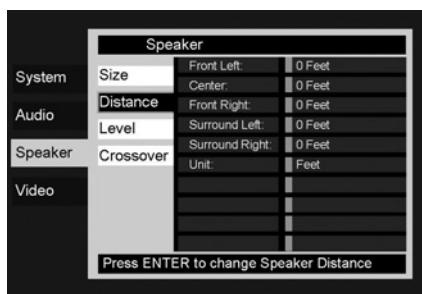 Speaker
System
Audio
Speaker
Video
Size
Distance
Level
Crossover
Front Left: 0 Feet
Center: 0 Feet
Front Right: 0 Feet
Surround Left: 0 Feet
Surround Right: 0 Feet
Unit: Feet
Press ENTER to change Speaker Distance